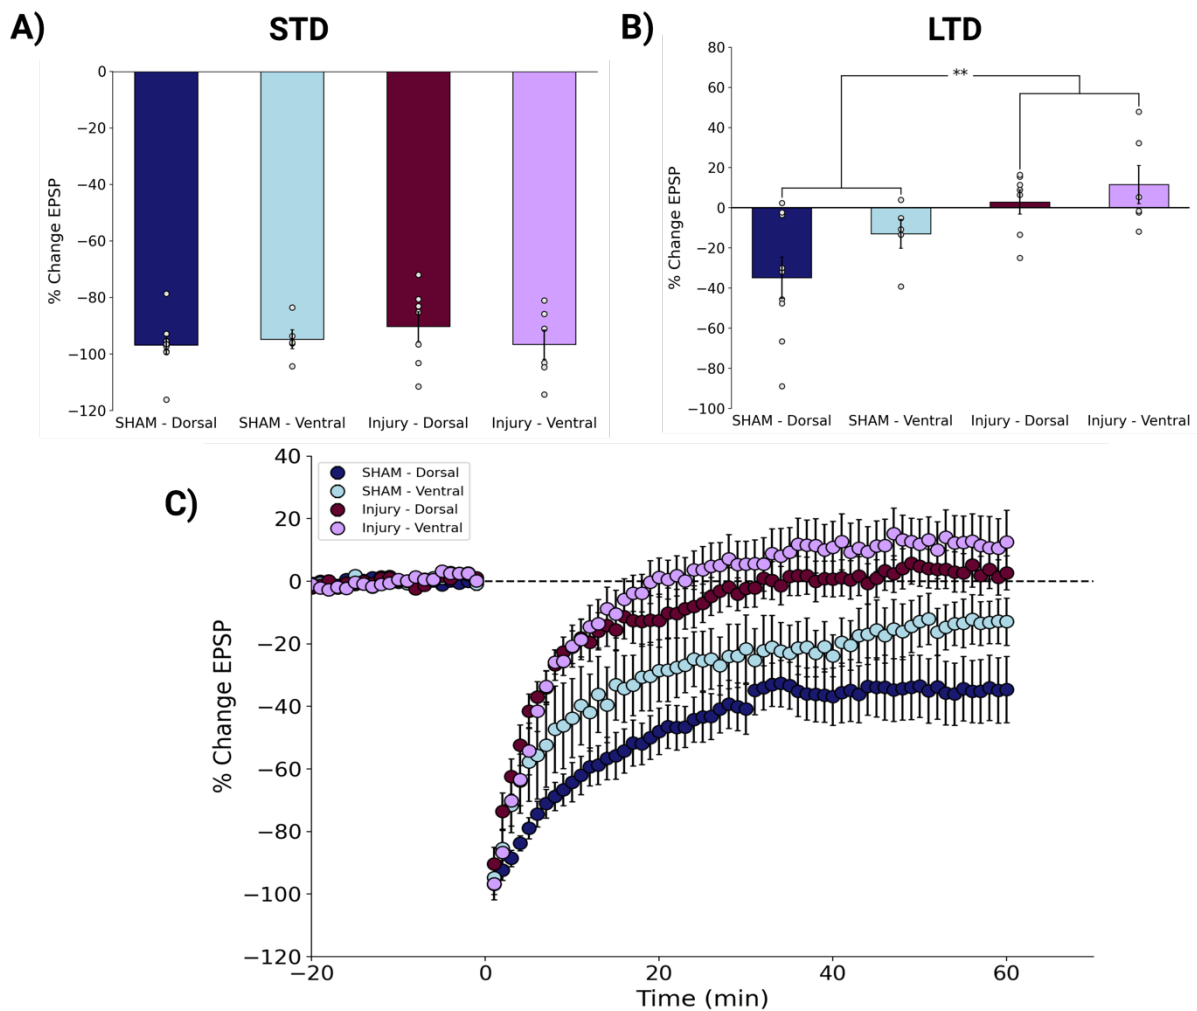 A)
STD
0
−20
−40
−60
−80
−100
−120
% Change EPSP
SHAM - Dorsal
SHAM - Ventral
Injury - Dorsal
Injury - Ventral
B)
LTD
80
60
40
20
0
−20
−40
−60
−80
−100
% Change EPSP
**
SHAM - Dorsal
SHAM - Ventral
Injury - Dorsal
Injury - Ventral
C)
40
20
0
−20
−40
−60
−80
−100
−120
% Change EPSP
SHAM - Dorsal
SHAM - Ventral
Injury - Dorsal
Injury - Ventral
−20
0
20
40
60
Time (min)